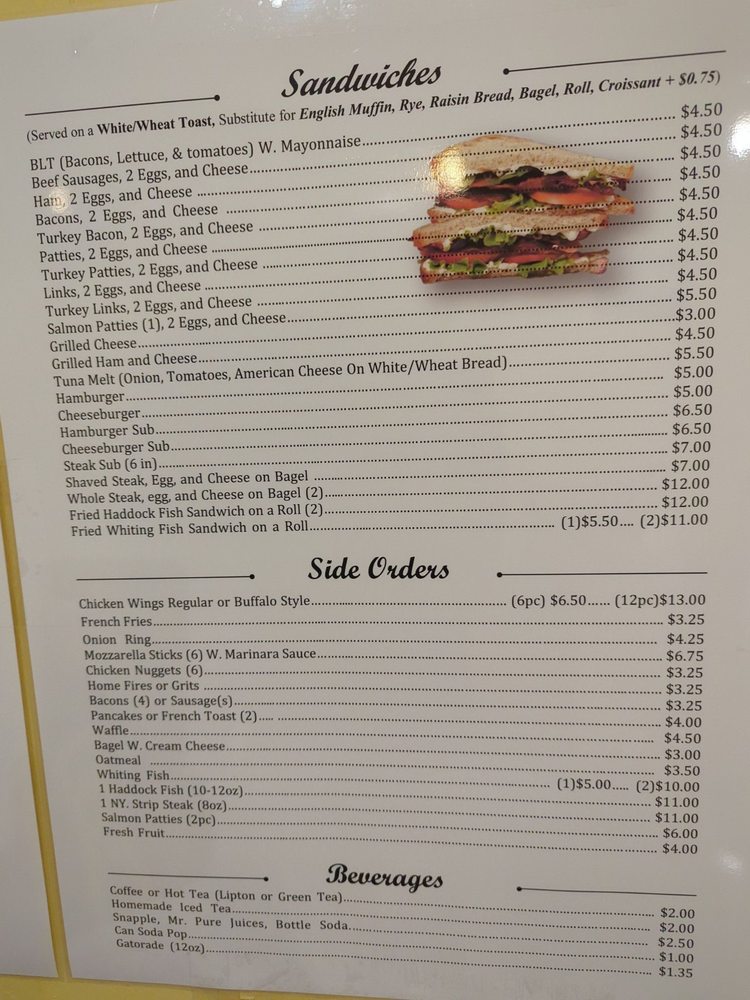 Sandwiches
(Served on a White/Wheat Toast, Substitute for English Muffin, Rye, Raisin Bread, Bagel, Roll, Croissant + $0.75)
BLT (Bacons, Lettuce, & tomatoes) W. Mayonnaise ... $4.50
Beef Sausages, 2 Eggs, and Cheese ... $4.50
Ham, 2 Eggs, and Cheese ... $4.50
Bacons, 2 Eggs, and Cheese ... $4.50
Turkey Bacon, 2 Eggs, and Cheese ... $4.50
Patties, 2 Eggs, and Cheese ... $4.50
Turkey Patties, 2 Eggs, and Cheese ... $4.50
Links, 2 Eggs, and Cheese ... $4.50
Turkey Links, 2 Eggs, and Cheese ... $4.50
Salmon Patties (1), 2 Eggs, and Cheese ... $5.50
Grilled Cheese ... $3.00
Grilled Ham and Cheese ... $4.50
Tuna Melt (Onion, Tomatoes, American Cheese On White/Wheat Bread) ... $5.50
Hamburger ... $5.00
Cheeseburger ... $5.00
Hamburger Sub ... $6.50
Cheeseburger Sub ... $6.50
Steak Sub (6 in) ... $7.00
Shaved Steak, Egg, and Cheese on Bagel ... $7.00
Whole Steak, egg, and Cheese on Bagel (2) ... $12.00
Fried Haddock Fish Sandwich on a Roll (2) ... $12.00
Fried Whiting Fish Sandwich on a Roll ... (1)$5.50.... (2)$11.00
Side Orders
Chicken Wings Regular or Buffalo Style ... (6pc) $6.50...... (12pc)$13.00
French Fries ... $3.25
Onion Ring ... $4.25
Mozzarella Sticks (6) W. Marinara Sauce ... $6.75
Chicken Nuggets (6) ... $3.25
Home Fires or Grits ... $3.25
Bacons (4) or Sausage(s) ... $3.25
Pancakes or French Toast (2) ... $4.00
Waffle ... $4.50
Bagel W. Cream Cheese ... $3.00
Oatmeal ... $3.50
Whiting Fish ... (1)$5.00..... (2)$10.00
1 Haddock Fish (10-12oz) ... $11.00
1 NY. Strip Steak (8oz) ... $11.00
Salmon Patties (2pc) ... $6.00
Fresh Fruit ... $4.00
Beverages
Coffee or Hot Tea (Lipton or Green Tea) ... $2.00
Homemade Iced Tea ... $2.00
Snapple, Mr. Pure Juices, Bottle Soda ... $2.50
Can Soda Pop ... $1.00
Gatorade (12oz) ... $1.35